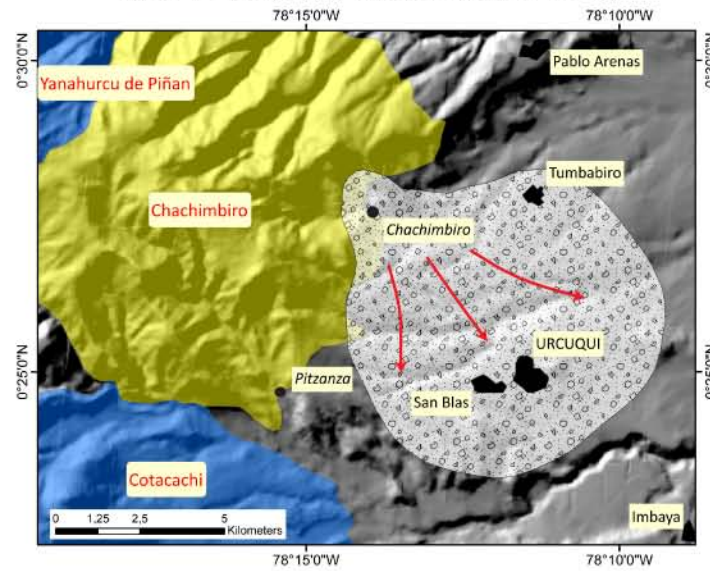 78°15'0"W
78°10'0"W
0°30'0"N
Pablo Arenas
Yanahurcu de Piñan
Tumbabiro
Chachimbiro
Chachimbiro
URCUQUI
0°25'0"N
Pitzanza
San Blas
Cotacachi
0 1,25 2,5 5
Kilometers
Imbaya
78°15'0"W
78°10'0"W